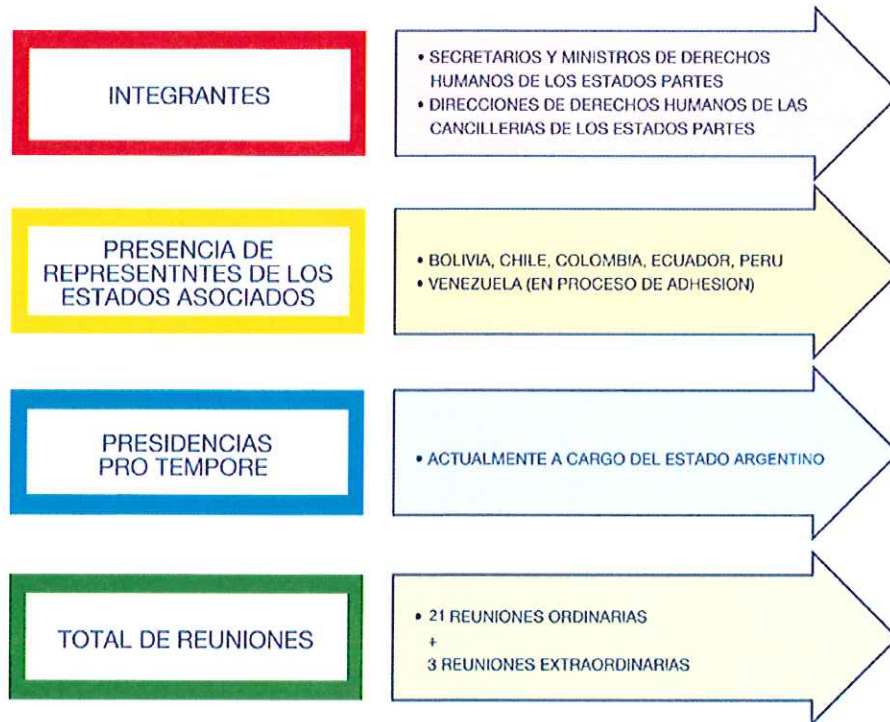 INTEGRANTES
• SECRETARIOS Y MINISTROS DE DERECHOS
HUMANOS DE LOS ESTADOS PARTES
• DIRECCIONES DE DERECHOS HUMANOS DE LAS
CANCILLERIAS DE LOS ESTADOS PARTES
PRESENCIA DE
REPRESENTNTES DE LOS
ESTADOS ASOCIADOS
• BOLIVIA, CHILE, COLOMBIA, ECUADOR, PERU
• VENEZUELA (EN PROCESO DE ADHESION)
PRESIDENCIAS
PRO TEMPORE
• ACTUALMENTE A CARGO DEL ESTADO ARGENTINO
TOTAL DE REUNIONES
• 21 REUNIONES ORDINARIAS
+
3 REUNIONES EXTRAORDINARIAS